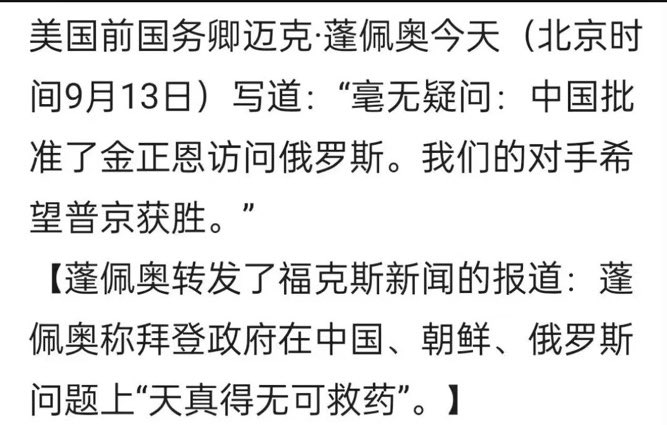 美国前国务卿迈克·蓬佩奥今天（北京时
间9月13日）写道：“毫无疑问：中国批
准了金正恩访问俄罗斯。我们的对手希
望普京获胜。”
【蓬佩奥转发了福克斯新闻的报道：蓬
佩奥称拜登政府在中国、朝鲜、俄罗斯
问题上“天真得无可救药”。】